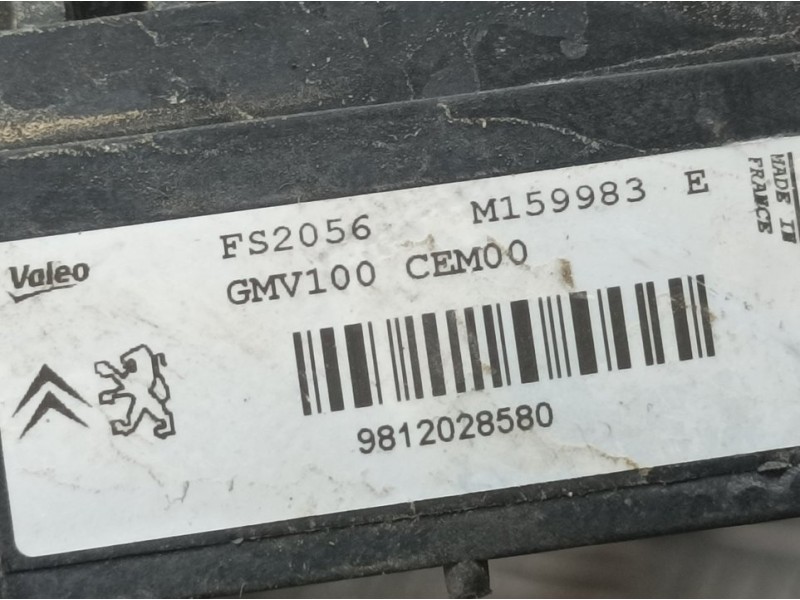 Valeo
FS2056 M159983 E
GMV100 CEM00
9812028580
MADE IN
FRANCE